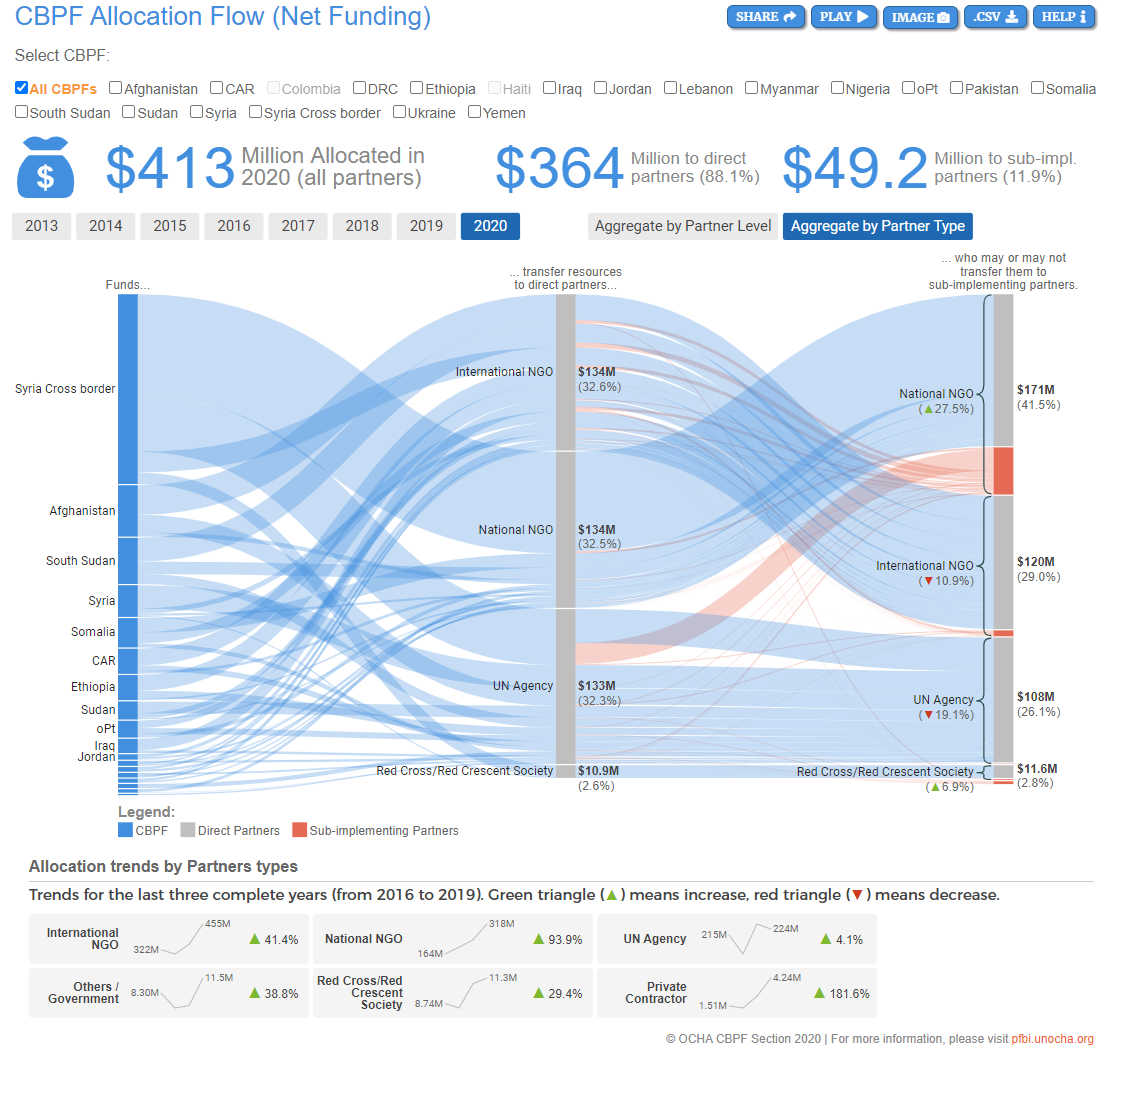 CBPF Allocation Flow (Net Funding)
SHARE PLAY IMAGE .CSV HELP
Select CBPF:
All CBPFs Afghanistan CAR Colombia DRC Ethiopia Haiti Iraq Jordan Lebanon Myanmar Nigeria oPt Pakistan Somalia
South Sudan Sudan Syria Syria Cross border Ukraine Yemen
$413 Million Allocated in
2020 (all partners)
$364 Million to direct
partners (88.1%)
$49.2 Million to sub-impl.
partners (11.9%)
2013 2014 2015 2016 2017 2018 2019 2020 Aggregate by Partner Level Aggregate by Partner Type
Funds...
... transfer resources
to direct partners...
... who may or may not
transfer them to
sub-implementing partners.
Syria Cross border
Afghanistan
South Sudan
Syria
Somalia
CAR
Ethiopia
Sudan
oPt
Iraq
Jordan
International NGO $134M
(32.6%)
National NGO $134M
(32.5%)
UN Agency $133M
(32.3%)
Red Cross/Red Crescent Society $10.9M
(2.6%)
National NGO $171M
(▲27.5%) (41.5%)
International NGO $120M
(▼10.9%) (29.0%)
UN Agency $108M
(▼19.1%) (26.1%)
Red Cross/Red Crescent Society $11.6M
(▲6.9%) (2.8%)
Legend:
CBPF Direct Partners Sub-implementing Partners
Allocation trends by Partners types
Trends for the last three complete years (from 2016 to 2019). Green triangle (▲) means increase, red triangle (▼) means decrease.
International
NGO
322M 455M ▲ 41.4%
National NGO 164M 318M ▲ 93.9%
UN Agency 215M 224M ▲ 4.1%
Others /
Government
8.30M 11.5M ▲ 38.8%
Red Cross/Red
Crescent
Society
8.74M 11.3M ▲ 29.4%
Private
Contractor
1.51M 4.24M ▲ 181.6%
© OCHA CBPF Section 2020 | For more information, please visit pfbi.unocha.org